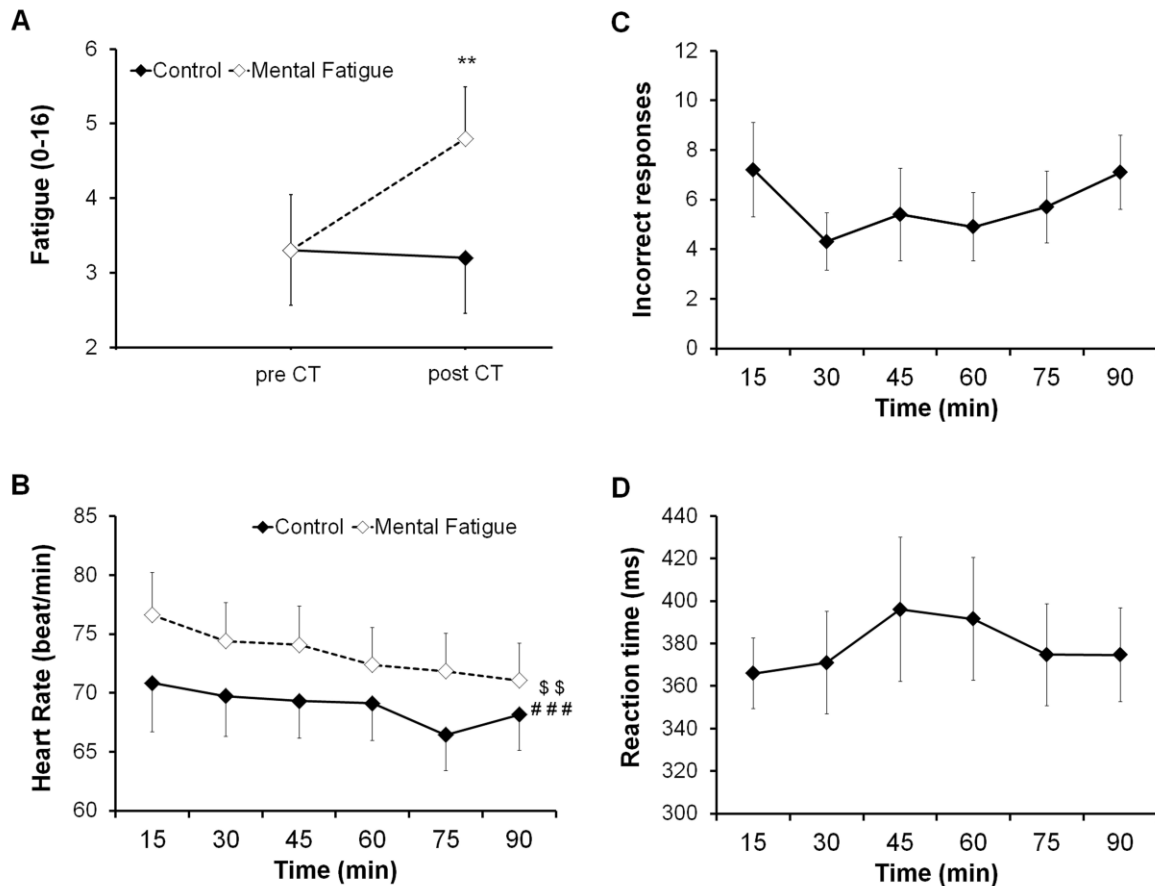 A
Fatigue (0-16)
6
5
4
3
2
Control Mental Fatigue
**
pre CT post CT
C
Incorrect responses
12
10
8
6
4
2
0
15 30 45 60 75 90
Time (min)
B
Heart Rate (beat/min)
85
80
75
70
65
60
Control Mental Fatigue
$ $
# # #
15 30 45 60 75 90
Time (min)
D
Reaction time (ms)
440
420
400
380
360
340
320
300
15 30 45 60 75 90
Time (min)